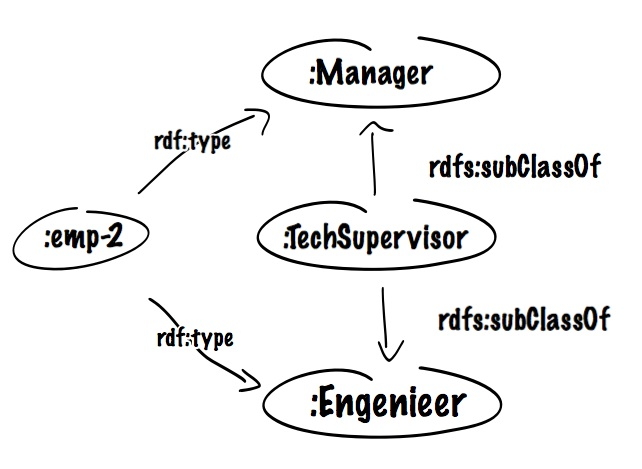 :Manager
rdf:type
rdfs:subClassOf
:emp-2
:TechSupervisor
rdfs:subClassOf
rdf:type
:Engenieer